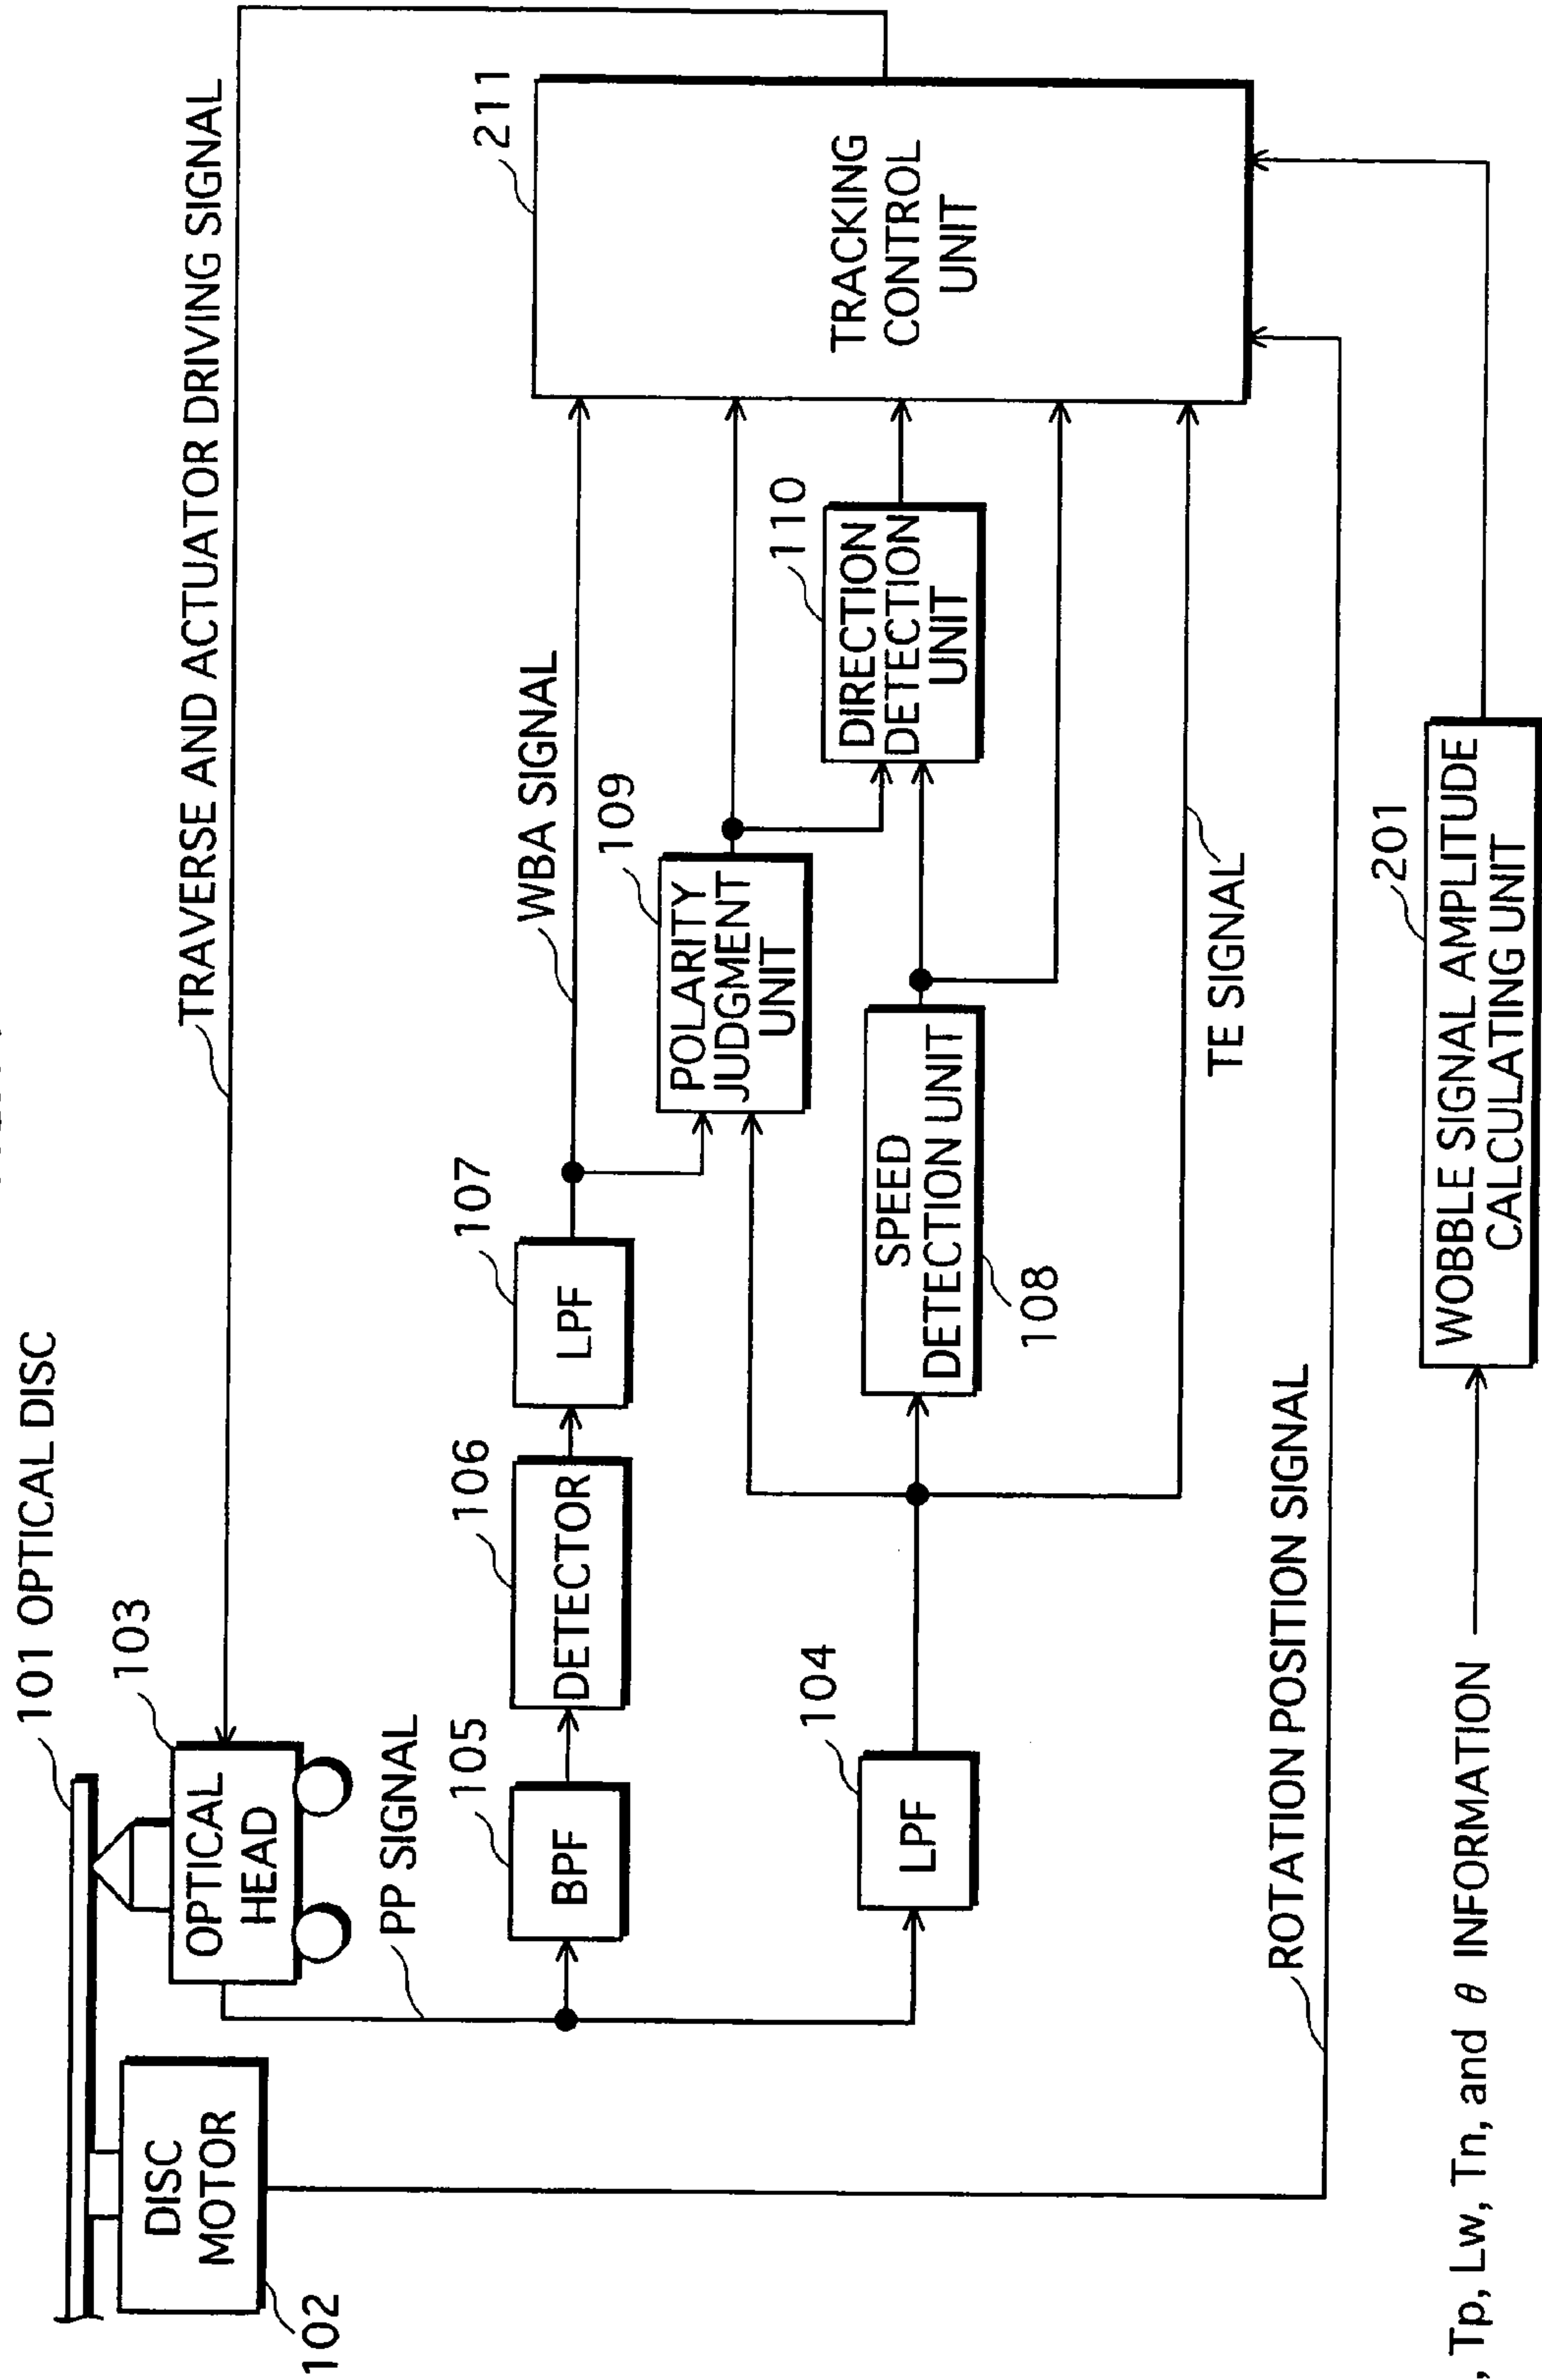 101 OPTICAL DISC
103
OPTICAL
HEAD
DISC
MOTOR
102
TRAVERSE AND ACTUATOR DRIVING SIGNAL
PP SIGNAL
105
BPF
106
DETECTOR
107
LPF
WBA SIGNAL
211
TRACKING
CONTROL
UNIT
109
POLARITY
JUDGMENT
UNIT
110
DIRECTION
DETECTION
UNIT
104
LPF
SPEED
DETECTION UNIT
108
TE SIGNAL
ROTATION POSITION SIGNAL
201
WOBBLE SIGNAL AMPLITUDE
CALCULATING UNIT
, Tp, Lw, Tn, and θ INFORMATION